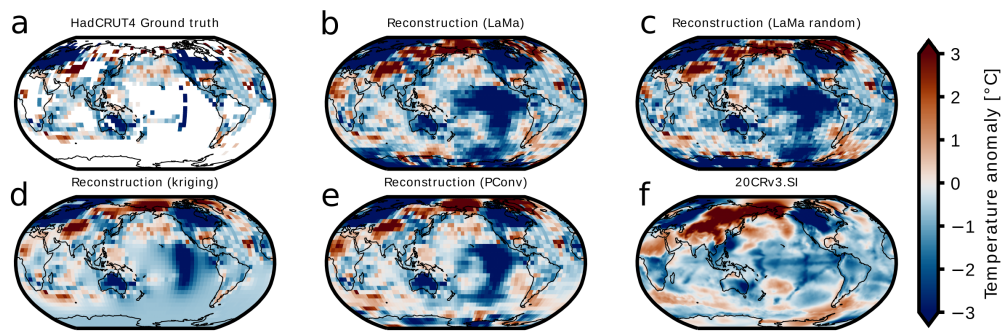 a HadCRUT4 Ground truth
b Reconstruction (LaMa)
c Reconstruction (LaMa random)
d Reconstruction (kriging)
e Reconstruction (PConv)
f 20CRv3.SI
3
2
1
0
−1
−2
−3
Temperature anomaly [°C]